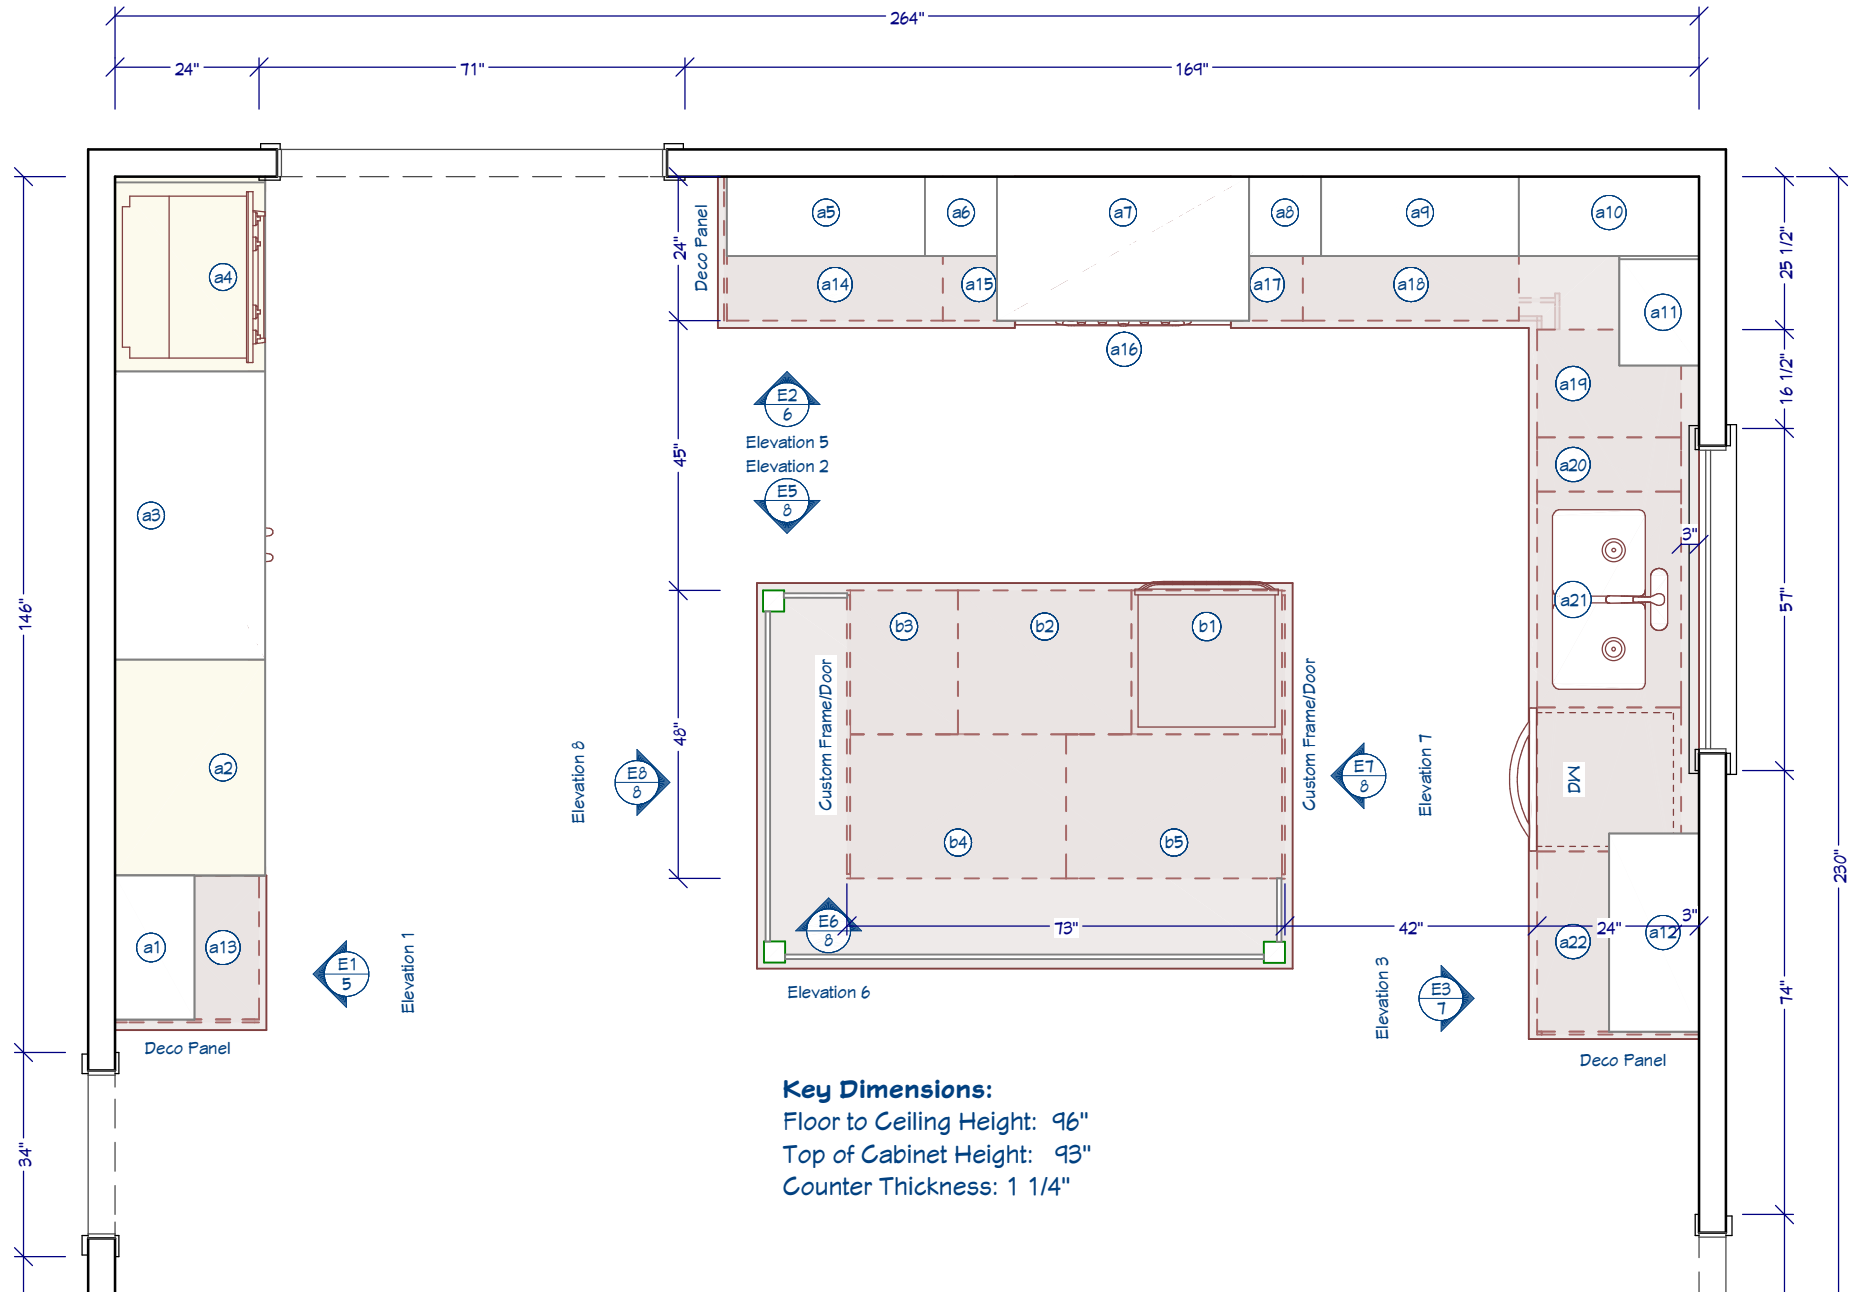 264"
24"
71"
169"
a5
a6
a7
a8
a9
a10
24"
Deco Panel
25 1/2"
a4
a14
a15
a17
a18
a11
a16
a19
16 1/2"
E2
6
Elevation 5
Elevation 2
E5
8
45"
a20
a3
3"
146"
a21
57"
b3
b2
b1
Custom Frame/Door
Custom Frame/Door
48"
Elevation 8
E8
8
E7
8
Elevation 7
DW
a2
b4
b5
230"
a1
a13
E1
5
Elevation 1
E6
8
73"
42"
24"
3"
a22
a12
Elevation 6
Elevation 3
E3
7
74"
Deco Panel
Deco Panel
Key Dimensions:
Floor to Ceiling Height: 96"
Top of Cabinet Height: 93"
Counter Thickness: 1 1/4"
34"